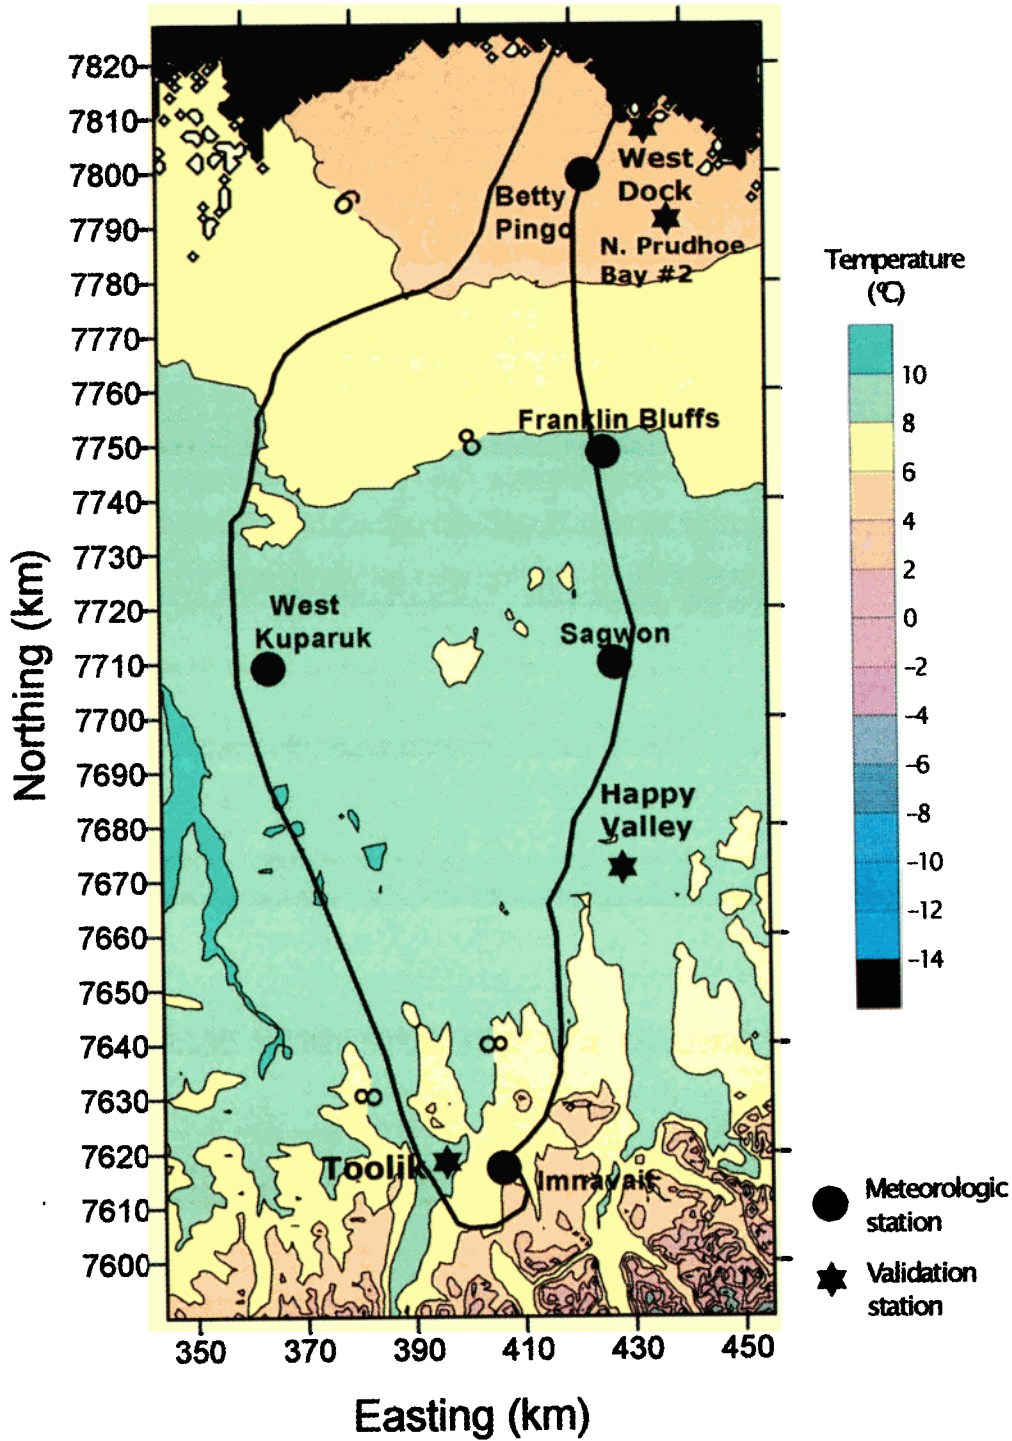 7820
7810
7800
7790
7780
7770
7760
7750
7740
7730
7720
7710
7700
7690
7680
7670
7660
7650
7640
7630
7620
7610
7600
Northing (km)
350
370
390
410
430
450
Easting (km)
West
Dock
Betty
Pingo
N. Prudhoe
Bay #2
6
Franklin Bluffs
8
West
Kuparuk
Sagwon
Happy
Valley
8
8
Toolik
Imnavait
Temperature
(°C)
10
8
6
4
2
0
-2
-4
-6
-8
-10
-12
-14
Meteorologic
station
Validation
station